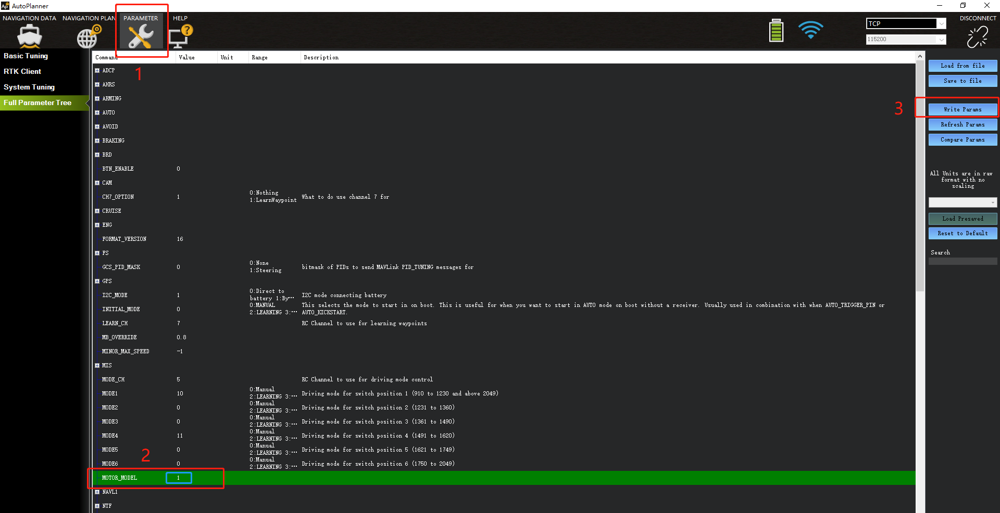 AutoPlanner
NAVIGATION DATA NAVIGATION PLAN PARAMETER HELP
TCP
115200
DISCONNECT
Basic Tuning
RTK Client
System Tuning
Full Parameter Tree
Command Value Unit Range Description
1
ADCP
AHRS
ARMING
AUTO
AVOID
BRAKING
BRD
BTN_ENABLE 0
CAM
CH7_OPTION 1 0:Nothing
1:LearnWaypoint What to do use channel 7 for
CRUISE
ENG
FORMAT_VERSION 16
FS
GCS_PID_MASK 0 0:None
1:Steering bitmask of PIDs to send MAVLink PID_TUNING messages for
GPS
I2C_MODE 1 0:Direct to
battery 1:By… I2C mode connecting battery
INITIAL_MODE 0 0:MANUAL
2:LEARNING 3:… This selects the mode to start in on boot. This is useful for when you want to start in AUTO mode on boot without a receiver. Usually used in combination with when AUTO_TRIGGER_PIN or
AUTO_KICKSTART.
LEARN_CH 7 RC Channel to use for learning waypoints
MB_OVERRIDE 0.8
MINOR_MAX_SPEED -1
MIS
MODE_CH 5 RC Channel to use for driving mode control
MODE1 10 0:Manual
2:LEARNING 3:… Driving mode for switch position 1 (910 to 1230 and above 2049)
MODE2 0 0:Manual
2:LEARNING 3:… Driving mode for switch position 2 (1231 to 1360)
MODE3 0 0:Manual
2:LEARNING 3:… Driving mode for switch position 3 (1361 to 1490)
MODE4 11 0:Manual
2:LEARNING 3:… Driving mode for switch position 4 (1491 to 1620)
MODE5 0 0:Manual
2:LEARNING 3:… Driving mode for switch position 5 (1621 to 1749)
2
MODE6 0 0:Manual
2:LEARNING 3:… Driving mode for switch position 6 (1750 to 2049)
MOTOR_MODEL 1
NAVL1
NTF
Load from file
Save to file
3
Write Params
Refresh Params
Compare Params
All Units are in raw
format with no
scaling
Load Presaved
Reset to Default
Search